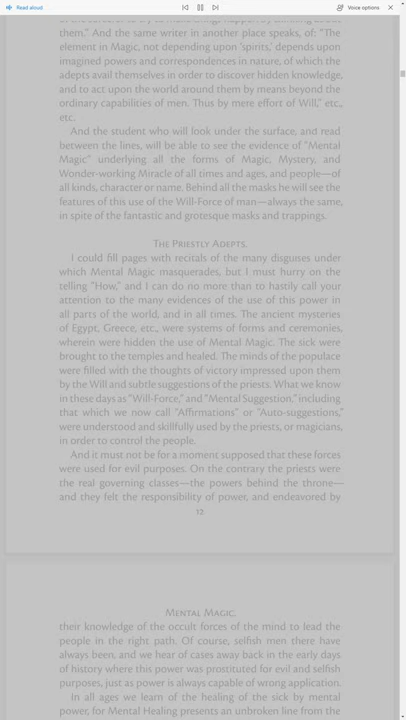 Read aloud
Voice options
them." And the same writer in another place speaks, of: "The
element in Magic, not depending upon 'spirits,' depends upon
imagined powers and correspondences in nature, of which the
adepts avail themselves in order to discover hidden knowledge,
and to act upon the world around them by means beyond the
ordinary capabilities of men. Thus by mere effort of Will," etc.,
etc.
And the student who will look under the surface, and read
between the lines, will be able to see the evidence of "Mental
Magic" underlying all the forms of Magic, Mystery, and
Wonder-working Miracle of all times and ages, and people—of
all kinds, character or name. Behind all the masks he will see the
features of this use of the Will-Force of man—always the same,
in spite of the fantastic and grotesque masks and trappings.
The Priestly Adepts.
I could fill pages with recitals of the many disguises under
which Mental Magic masquerades, but I must hurry on the
telling "How," and I can do no more than to hastily call your
attention to the many evidences of the use of this power in
all parts of the world, and in all times. The ancient mysteries
of Egypt, Greece, etc., were systems of forms and ceremonies,
wherein were hidden the use of Mental Magic. The sick were
brought to the temples and healed. The minds of the populace
were filled with the thoughts of victory impressed upon them
by the Will and subtle suggestions of the priests. What we know
in these days as "Will-Force," and "Mental Suggestion," including
that which we now call "Affirmations" or "Auto-suggestions,"
were understood and skillfully used by the priests, or magicians,
in order to control the people.
And it must not be for a moment supposed that these forces
were used for evil purposes. On the contrary the priests were
the real governing classes—the powers behind the throne—
and they felt the responsibility of power, and endeavored by
12
Mental Magic.
their knowledge of the occult forces of the mind to lead the
people in the right path. Of course, selfish men there have
always been, and we hear of cases away back in the early days
of history where this power was prostituted for evil and selfish
purposes, just as power is always capable of wrong application.
In all ages we learn of the healing of the sick by mental
power, for Mental Healing presents an unbroken line from the